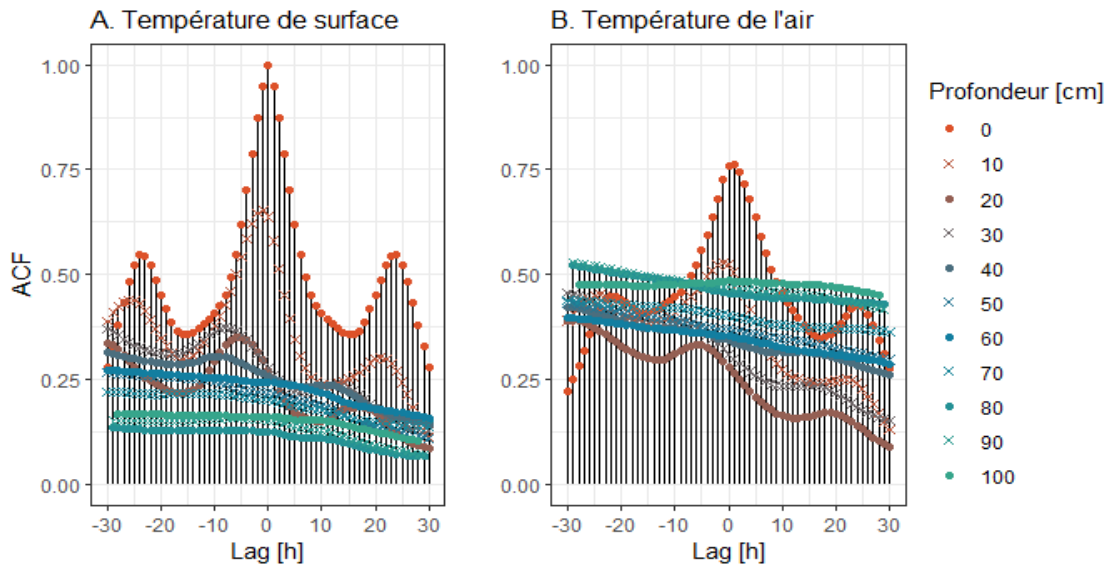 A. Température de surface
B. Température de l'air
ACF
1.00
0.75
0.50
0.25
0.00
-30 -20 -10 0 10 20 30
Lag [h]
1.00
0.75
0.50
0.25
0.00
-30 -20 -10 0 10 20 30
Lag [h]
Profondeur [cm]
0
10
20
30
40
50
60
70
80
90
100